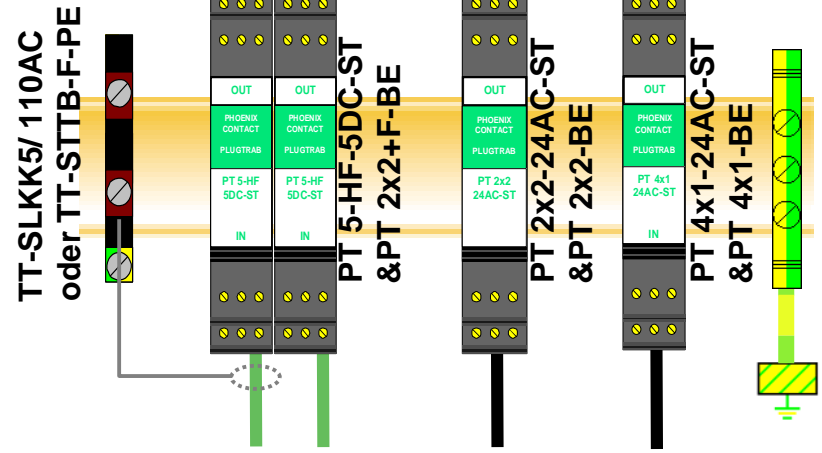 TT-SLKK5/ 110AC
oder TT-STTB-F-PE
OUT
PHOENIX
CONTACT
PLUGTRAB
PT 5-HF
5DC-ST
IN
OUT
PHOENIX
CONTACT
PLUGTRAB
PT 5-HF
5DC-ST
IN
PT 5-HF-5DC-ST
&PT 2x2+F-BE
OUT
PHOENIX
CONTACT
PLUGTRAB
PT 2x2
24AC-ST
IN
PT 2x2-24AC-ST
&PT 2x2-BE
OUT
PHOENIX
CONTACT
PLUGTRAB
PT 4x1
24AC-ST
IN
PT 4x1-24AC-ST
&PT 4x1-BE